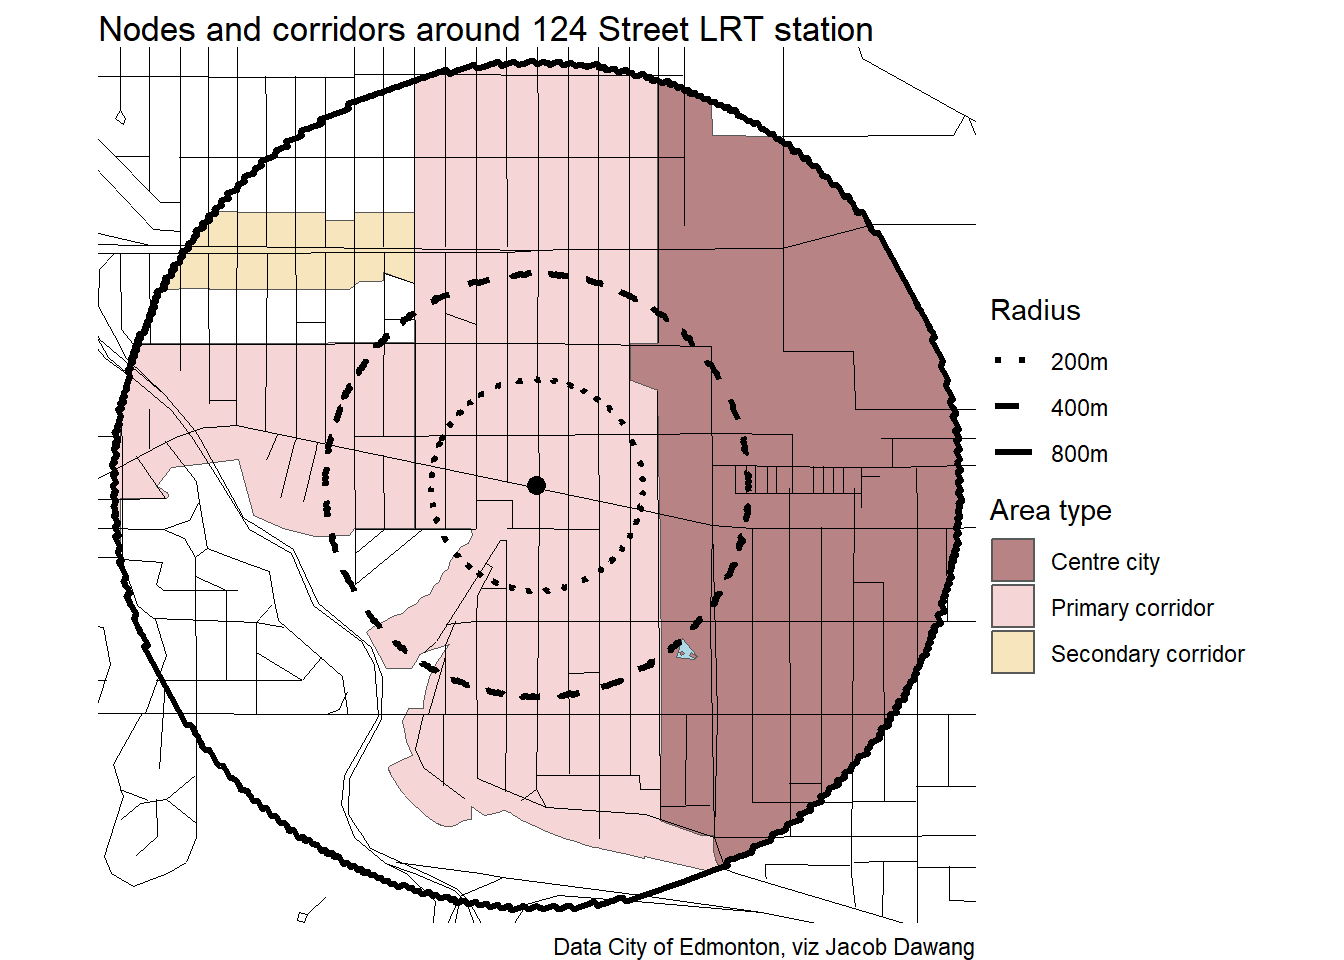 Nodes and corridors around 124 Street LRT station
Radius
200m
400m
800m
Area type
Centre city
Primary corridor
Secondary corridor
Data City of Edmonton, viz Jacob Dawang